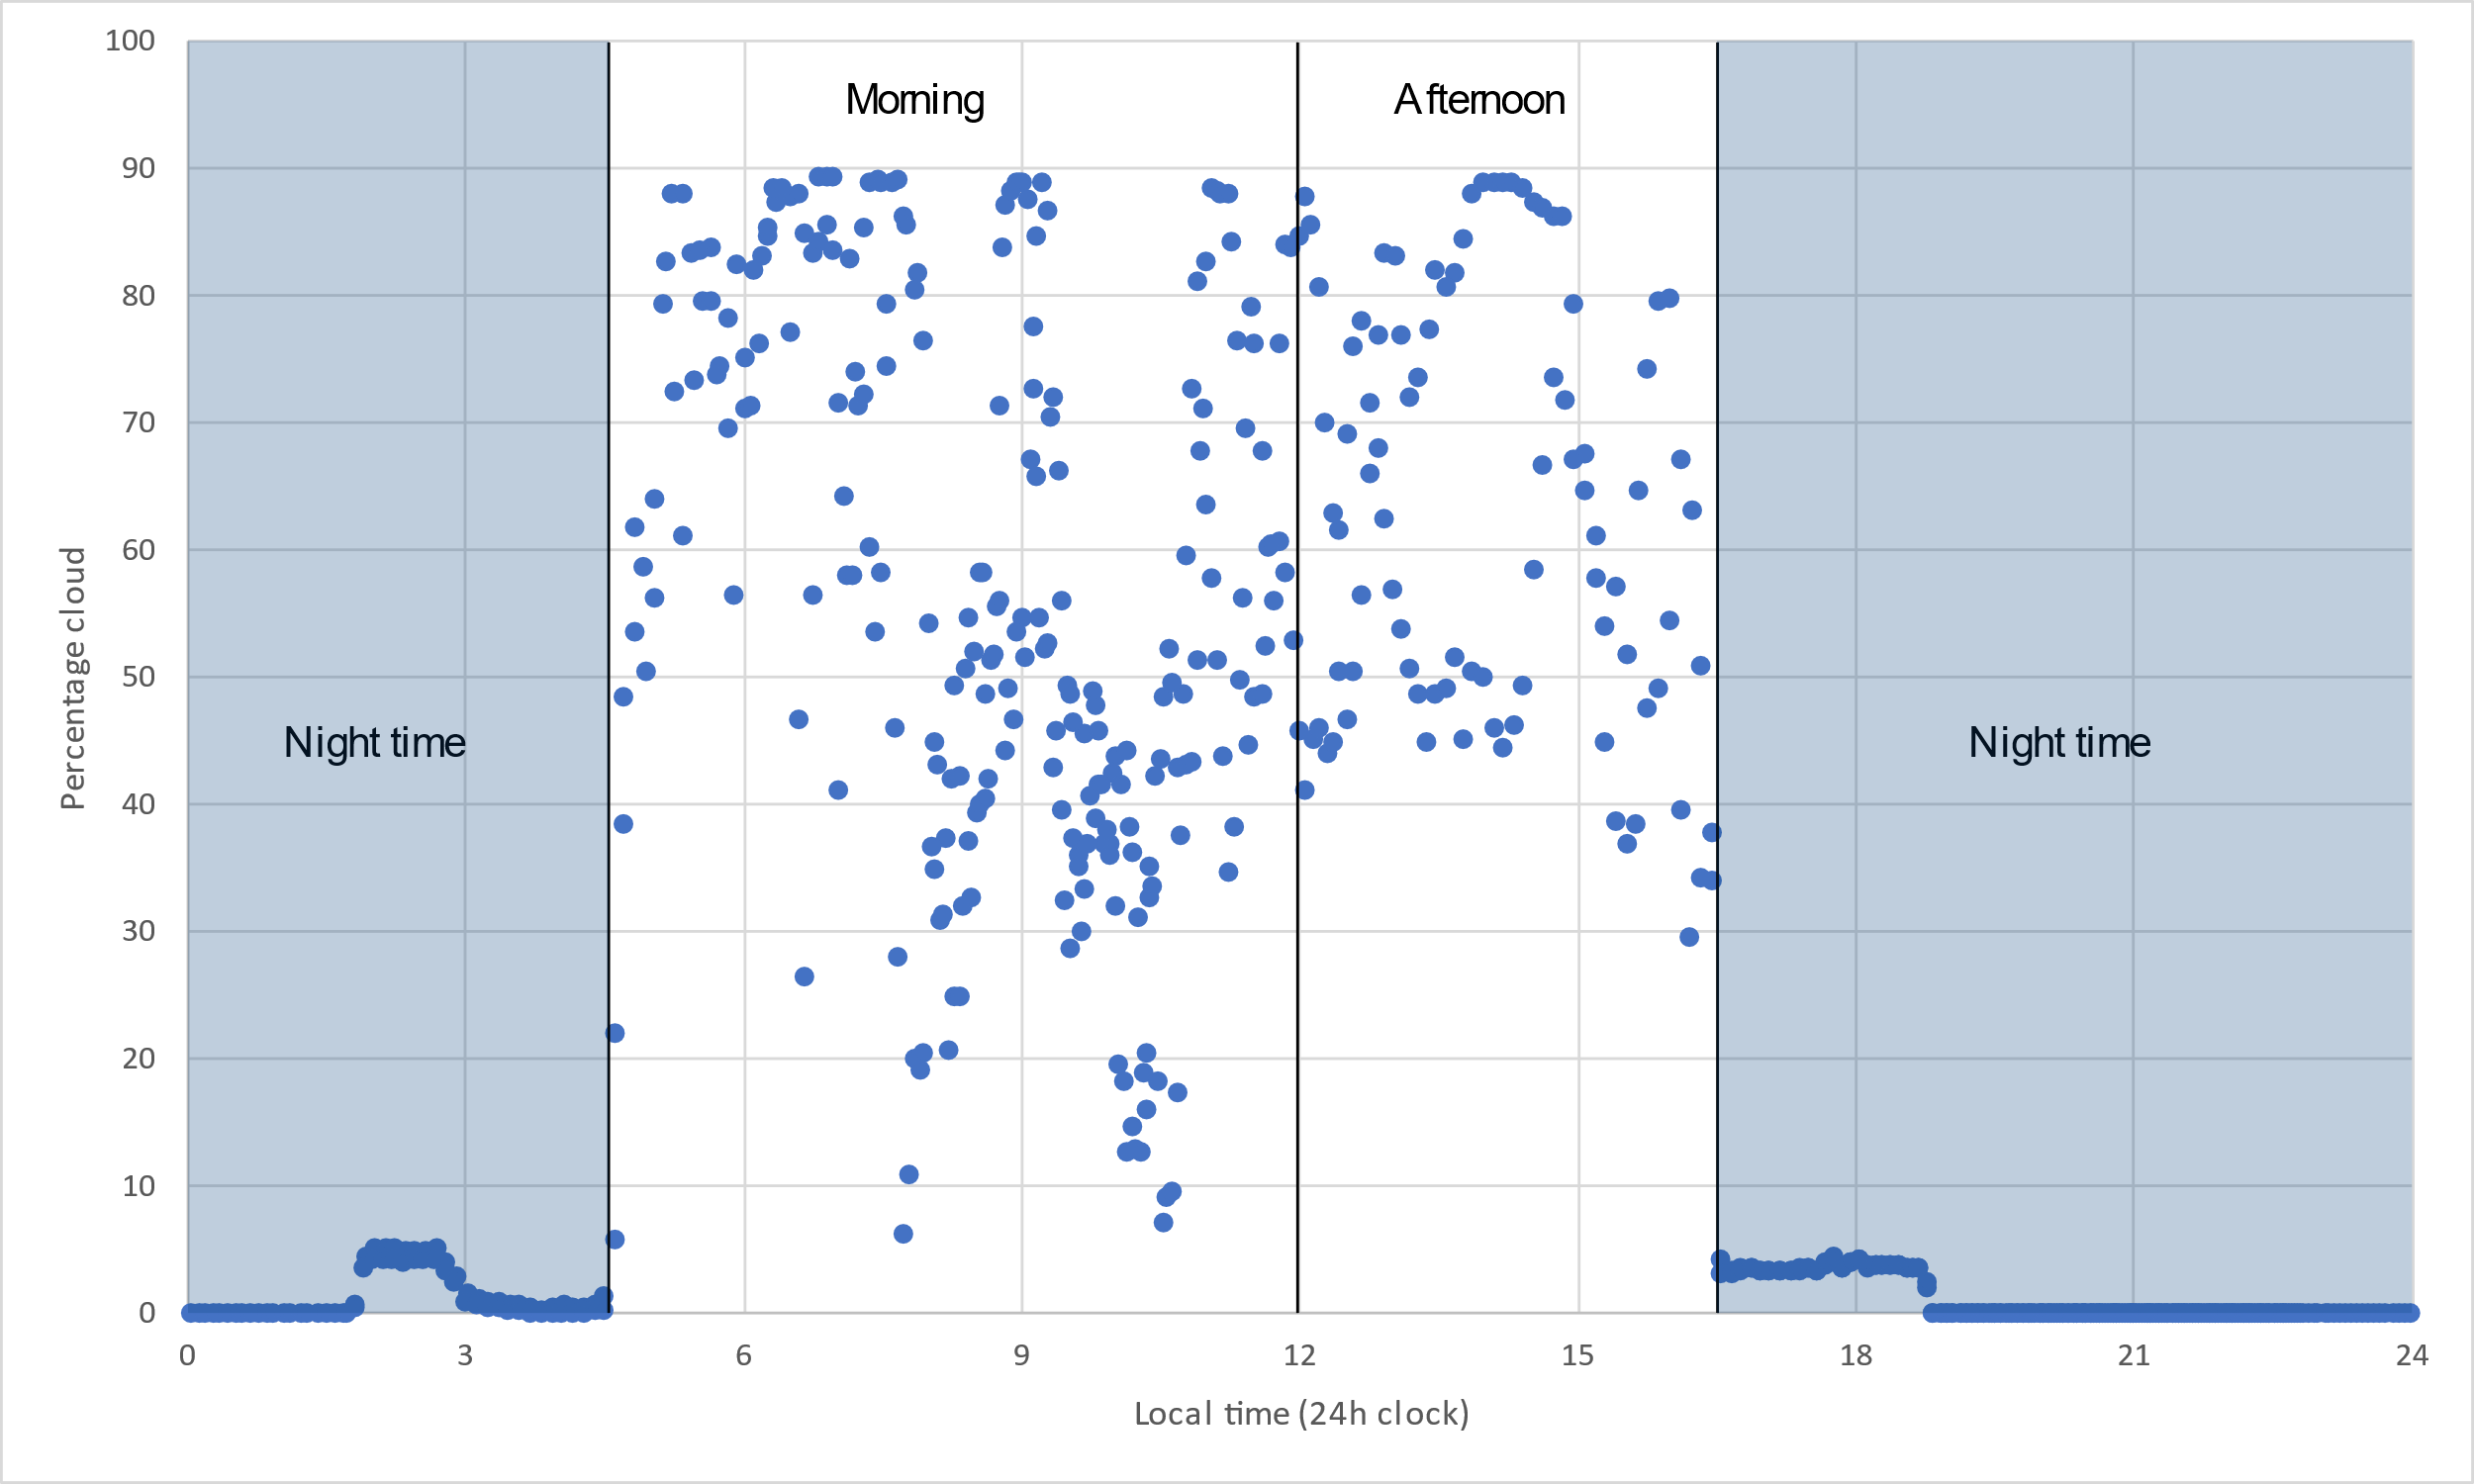 100
Morning
Afternoon
90
80
70
60
50
Percentage cloud
Night time
Night time
40
30
20
10
0
0 3 6 9 12 15 18 21 24
Local time (24h clock)